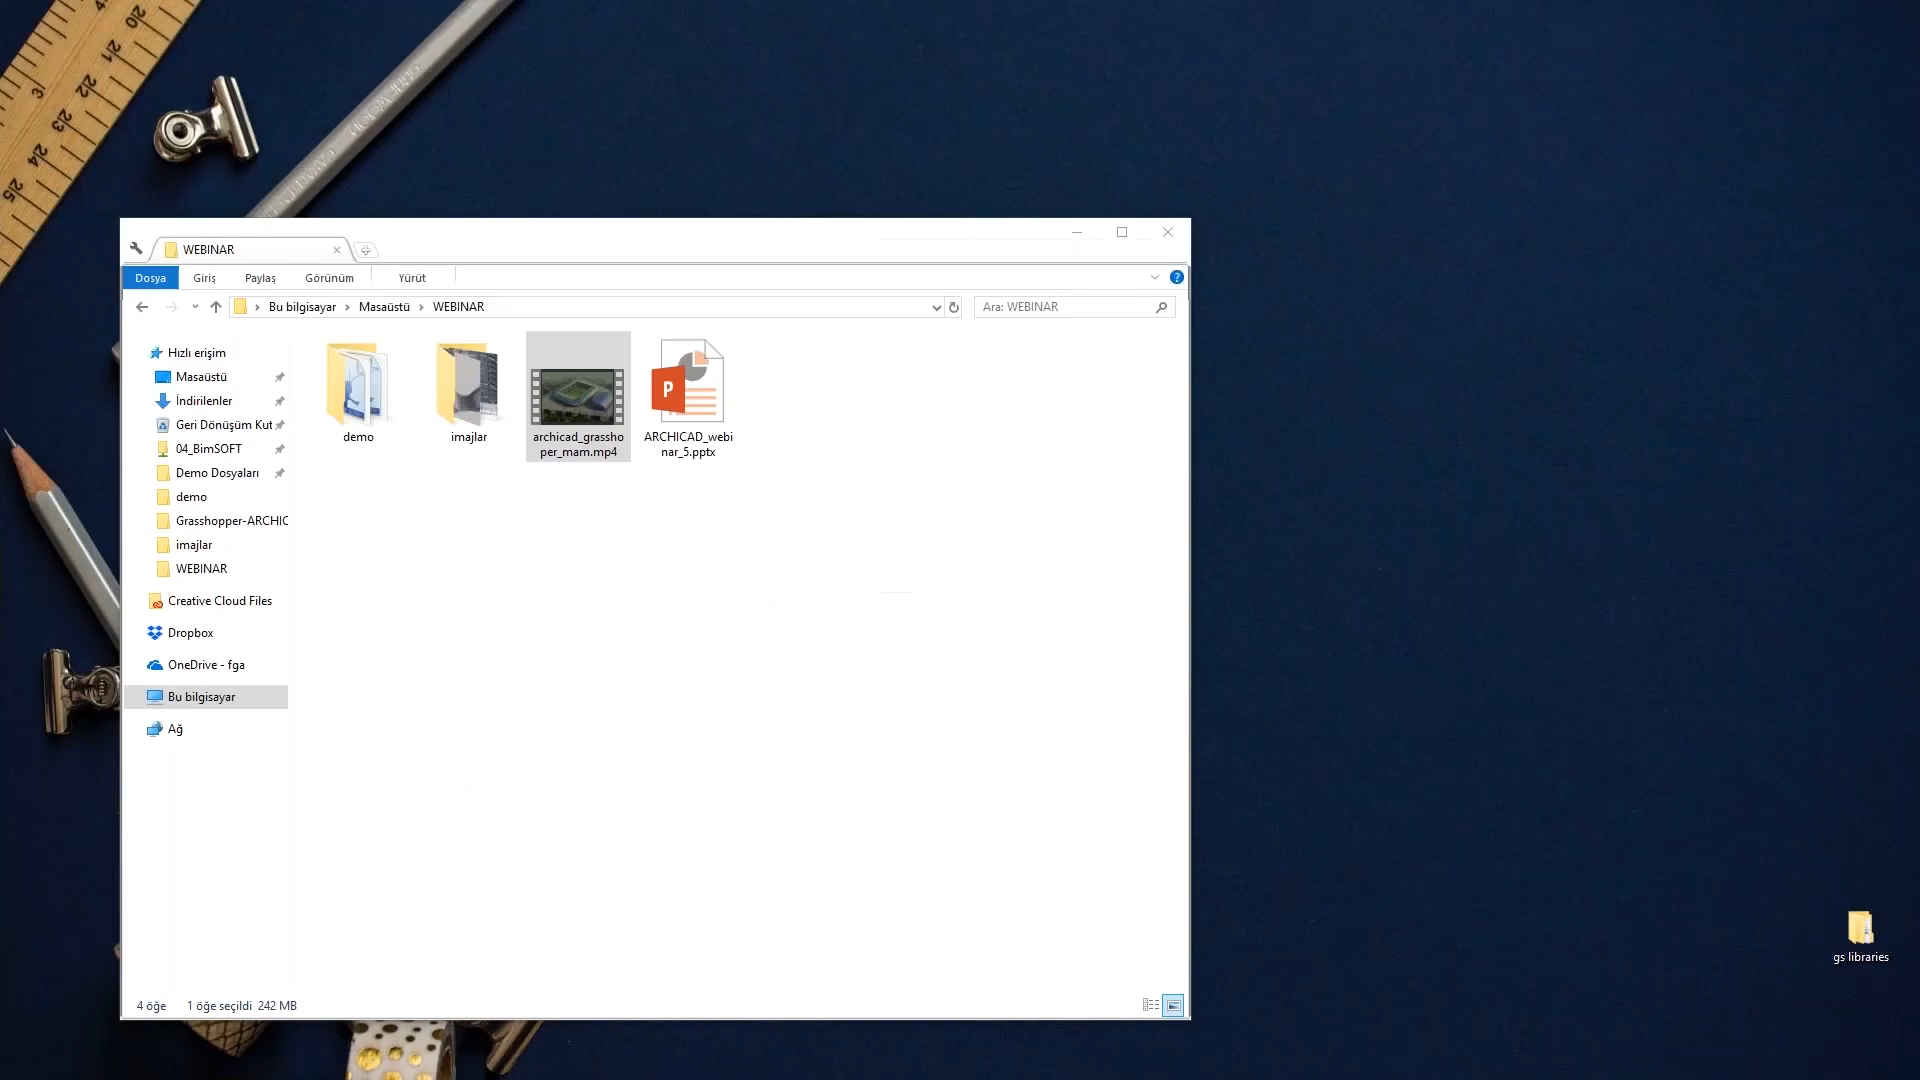 WEBINAR
Dosya Giriş Paylaş Görünüm Yürüt
Bu bilgisayar Masaüstü WEBINAR
Ara: WEBINAR
Hızlı erişim
Masaüstü
İndirilenler
Geri Dönüşüm Kut
04_BimSOFT
Demo Dosyaları
demo
Grasshopper-ARCHIC
imajlar
WEBINAR
Creative Cloud Files
Dropbox
OneDrive - fga
Bu bilgisayar
Ağ
demo
imajlar
archicad_grassho
per_mam.mp4
ARCHICAD_webi
nar_5.pptx
4 öğe 1 öğe seçildi 242 MB
gs libraries